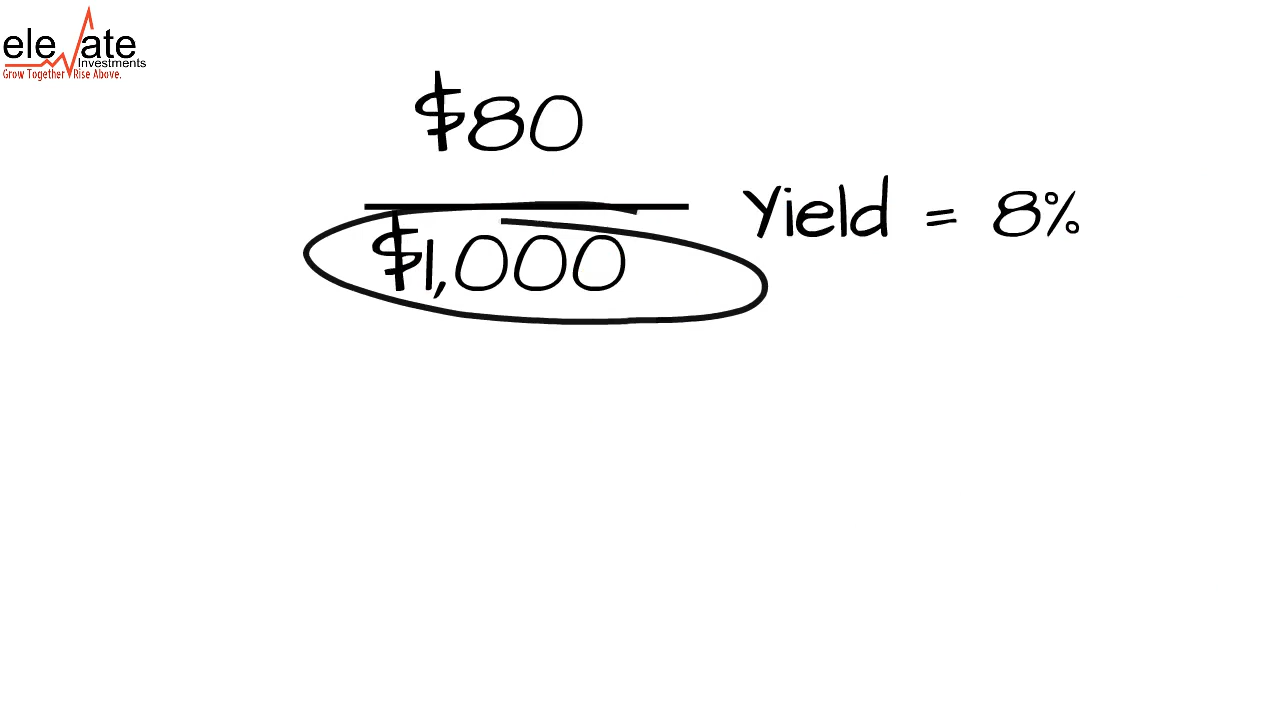 elevate
Investments
Grow Together Rise Above.
$80
$1,000
Yield = 8%